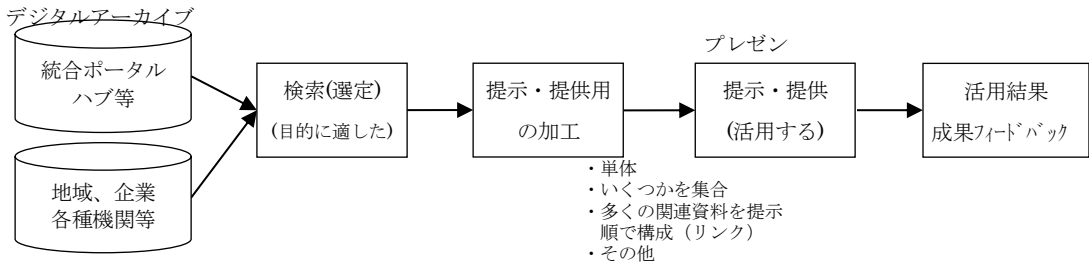 デジタルアーカイブ
統合ポータル
ハブ等
地域、企業
各種機関等
検索(選定)
(目的に適した)
提示・提供用
の加工
・単体
・いくつかを集合
・多くの関連資料を提示
順で構成（リンク）
・その他
プレゼン
提示・提供
(活用する)
活用結果
成果ﾌｨｰﾄﾞﾊﾞｯｸ